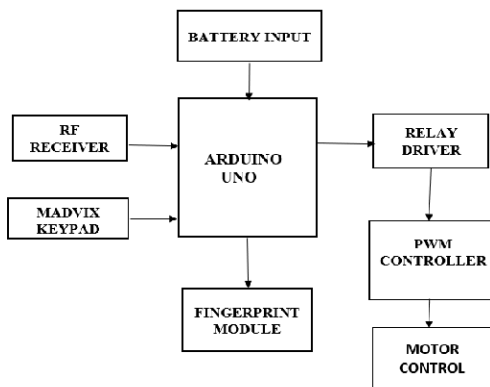 BATTERY INPUT
RF
RECEIVER
ARDUINO
UNO
RELAY
DRIVER
MADVIX
KEYPAD
PWM
CONTROLLER
FINGERPRINT
MODULE
MOTOR
CONTROL